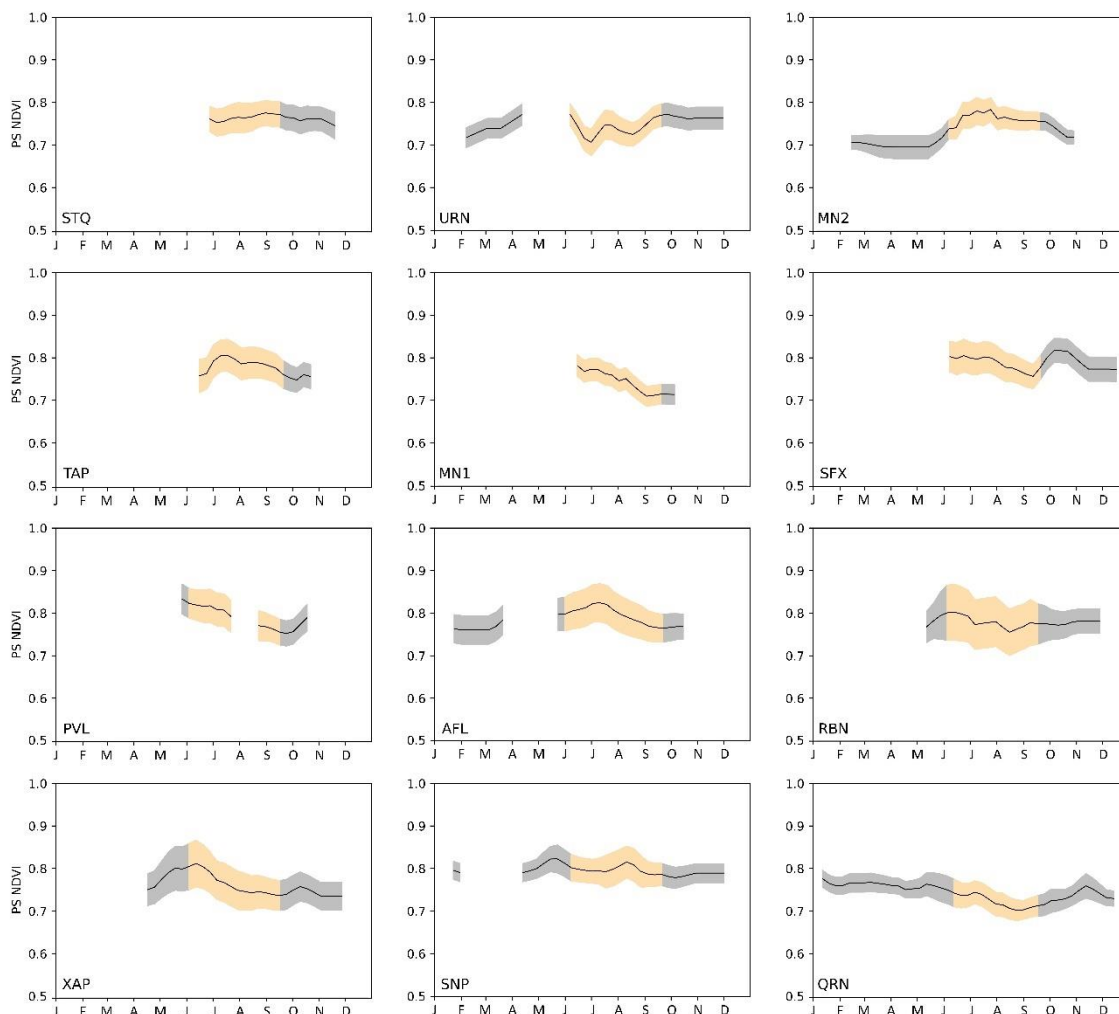 1.0 1.0 1.0
0.9 0.9 0.9
PS NDVI 0.8 0.8 0.8
0.7 0.7 0.7
0.6 0.6 0.6
STQ URN MN2
0.5 0.5 0.5
J F M A M J J A S O N D J F M A M J J A S O N D J F M A M J J A S O N D
1.0 1.0 1.0
0.9 0.9 0.9
PS NDVI 0.8 0.8 0.8
0.7 0.7 0.7
0.6 0.6 0.6
TAP MN1 SFX
0.5 0.5 0.5
J F M A M J J A S O N D J F M A M J J A S O N D J F M A M J J A S O N D
1.0 1.0 1.0
0.9 0.9 0.9
PS NDVI 0.8 0.8 0.8
0.7 0.7 0.7
0.6 0.6 0.6
PVL AFL RBN
0.5 0.5 0.5
J F M A M J J A S O N D J F M A M J J A S O N D J F M A M J J A S O N D
1.0 1.0 1.0
0.9 0.9 0.9
PS NDVI 0.8 0.8 0.8
0.7 0.7 0.7
0.6 0.6 0.6
XAP SNP QRN
0.5 0.5 0.5
J F M A M J J A S O N D J F M A M J J A S O N D J F M A M J J A S O N D